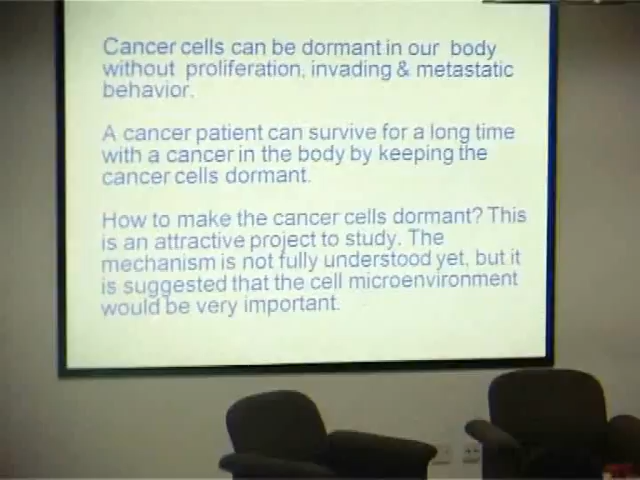 Cancer cells can be dormant in our body
without proliferation, invading & metastatic
behavior.
A cancer patient can survive for a long time
with a cancer in the body by keeping the
cancer cells dormant.
How to make the cancer cells dormant? This
is an attractive project to study. The
mechanism is not fully understood yet, but it
is suggested that the cell microenvironment
would be very important.